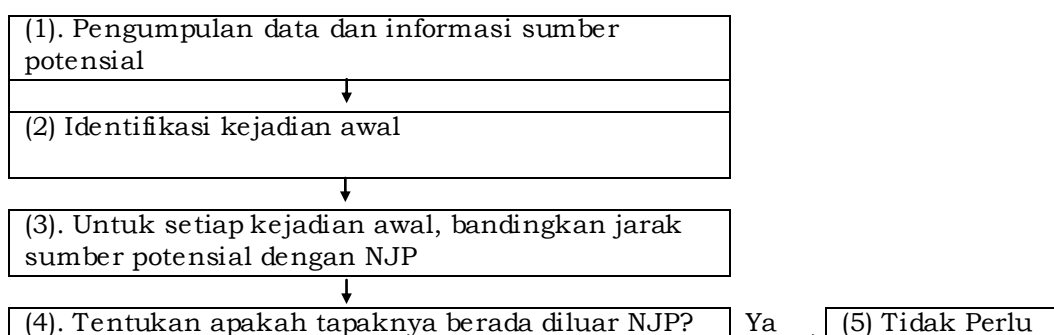 (1). Pengumpulan data dan informasi sumber
potensial
(2) Identifikasi kejadian awal
(3). Untuk setiap kejadian awal, bandingkan jarak
sumber potensial dengan NJP
(4). Tentukan apakah tapaknya berada diluar NJP?
Ya
(5) Tidak Perlu